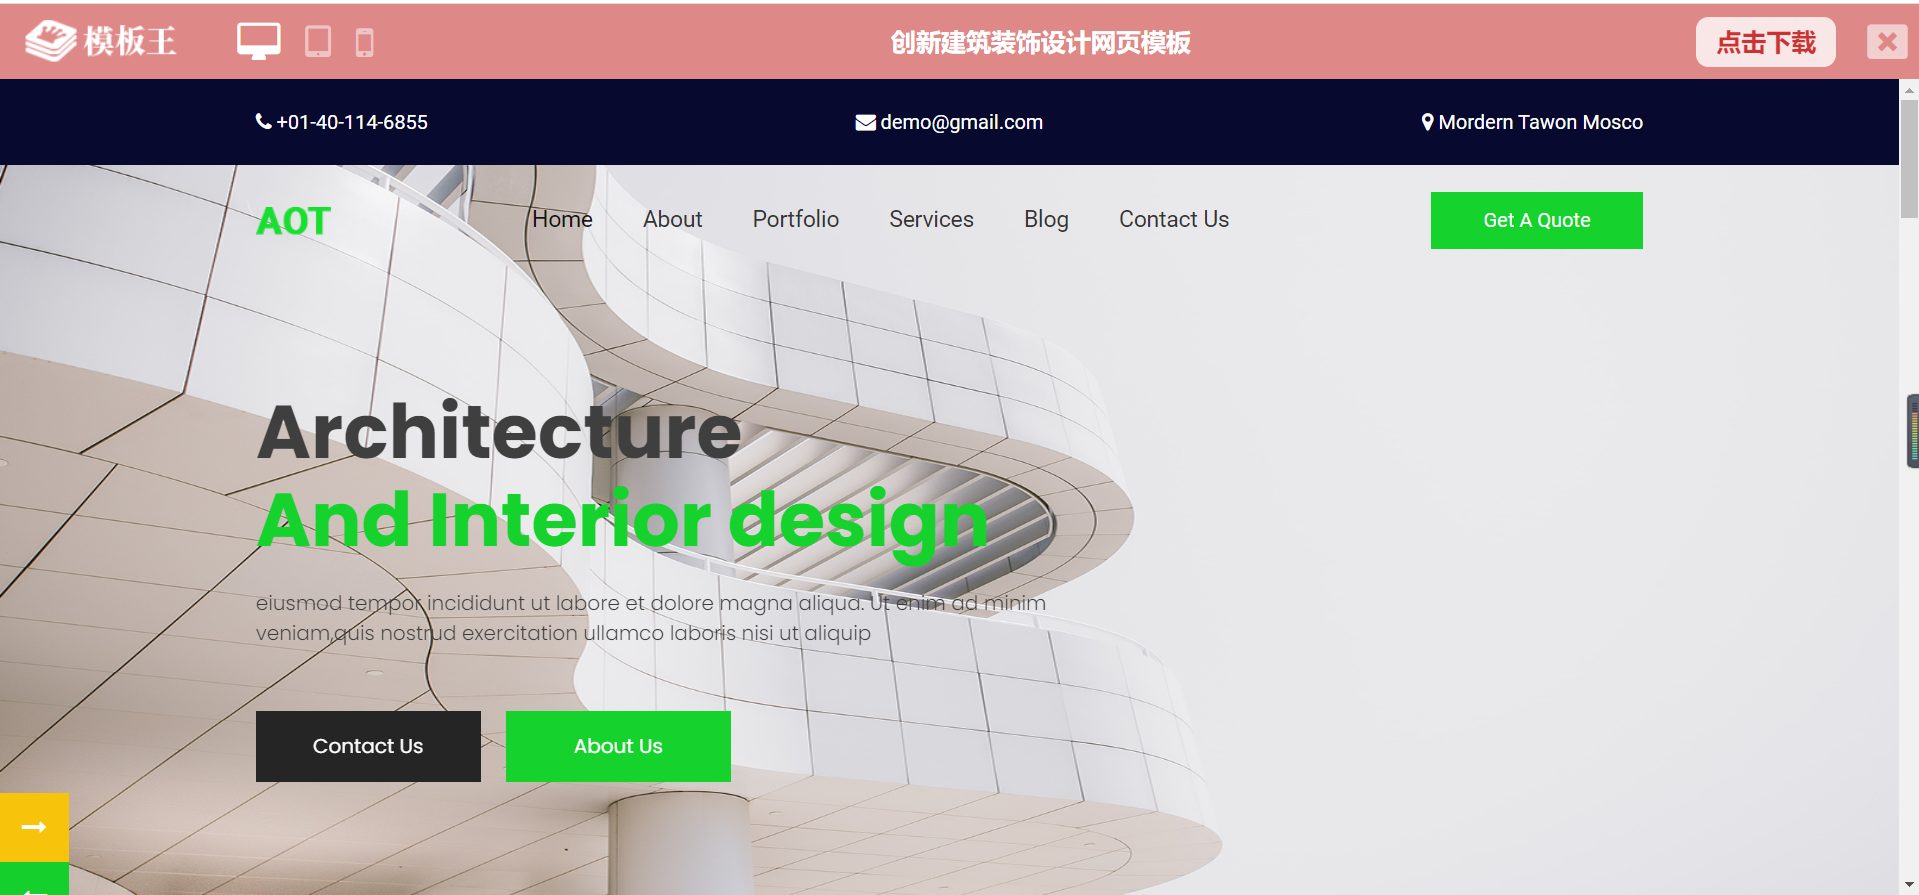 模板王
创新建筑装饰设计网页模板
点击下载
+01-40-114-6855
demo@gmail.com
Mordern Tawon Mosco
AOT
Home
About
Portfolio
Services
Blog
Contact Us
Get A Quote
Architecture
And Interior design
eiusmod tempor incididunt ut labore et dolore magna aliqua. Ut enim ad minim
veniam,quis nostrud exercitation ullamco laboris nisi ut aliquip
Contact Us
About Us